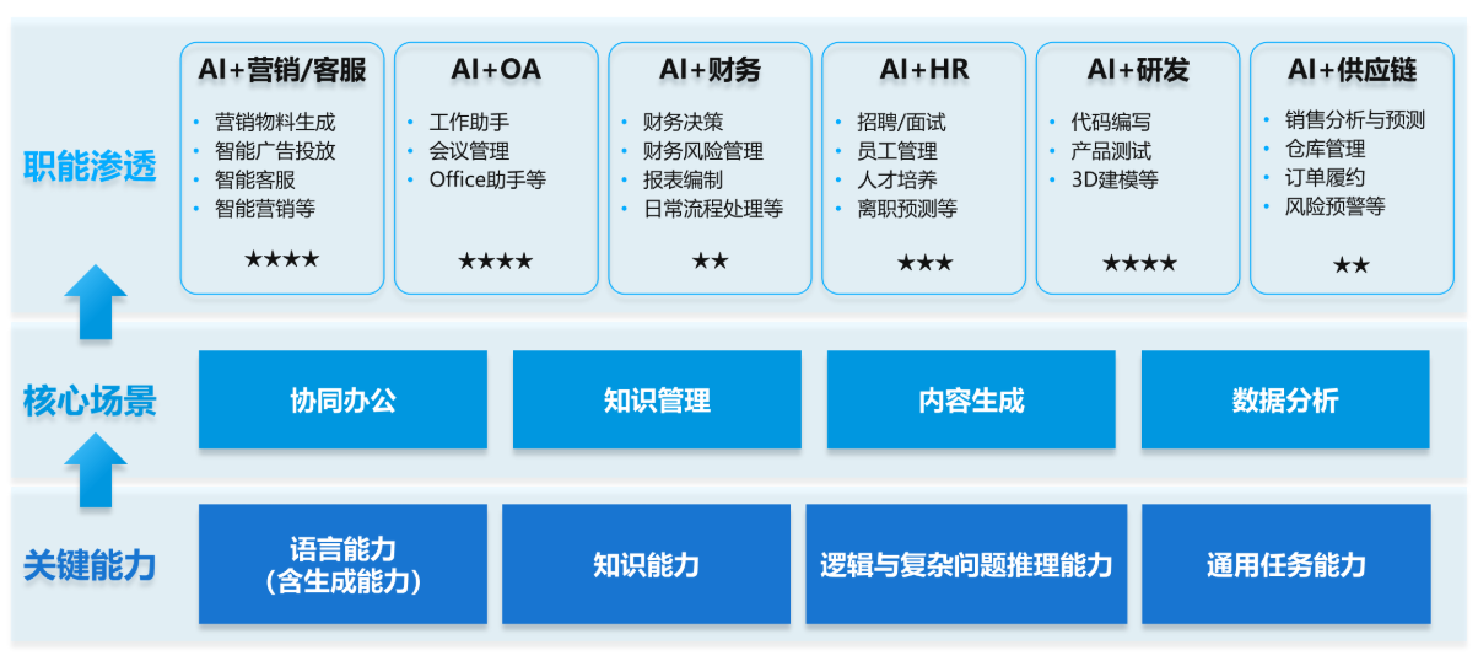 职能渗透
AI+营销/客服
• 营销物料生成
• 智能广告投放
• 智能客服
• 智能营销等
★★★★
AI+OA
• 工作助手
• 会议管理
• Office助手等
★★★★
AI+财务
• 财务决策
• 财务风险管理
• 报表编制
• 日常流程处理等
★★
AI+HR
• 招聘/面试
• 员工管理
• 人才培养
• 离职预测等
★★★
AI+研发
• 代码编写
• 产品测试
• 3D建模等
★★★★
AI+供应链
• 销售分析与预测
• 仓库管理
• 订单履约
• 风险预警等
★★
核心场景
协同办公
知识管理
内容生成
数据分析
关键能力
语言能力
(含生成能力)
知识能力
逻辑与复杂问题推理能力
通用任务能力